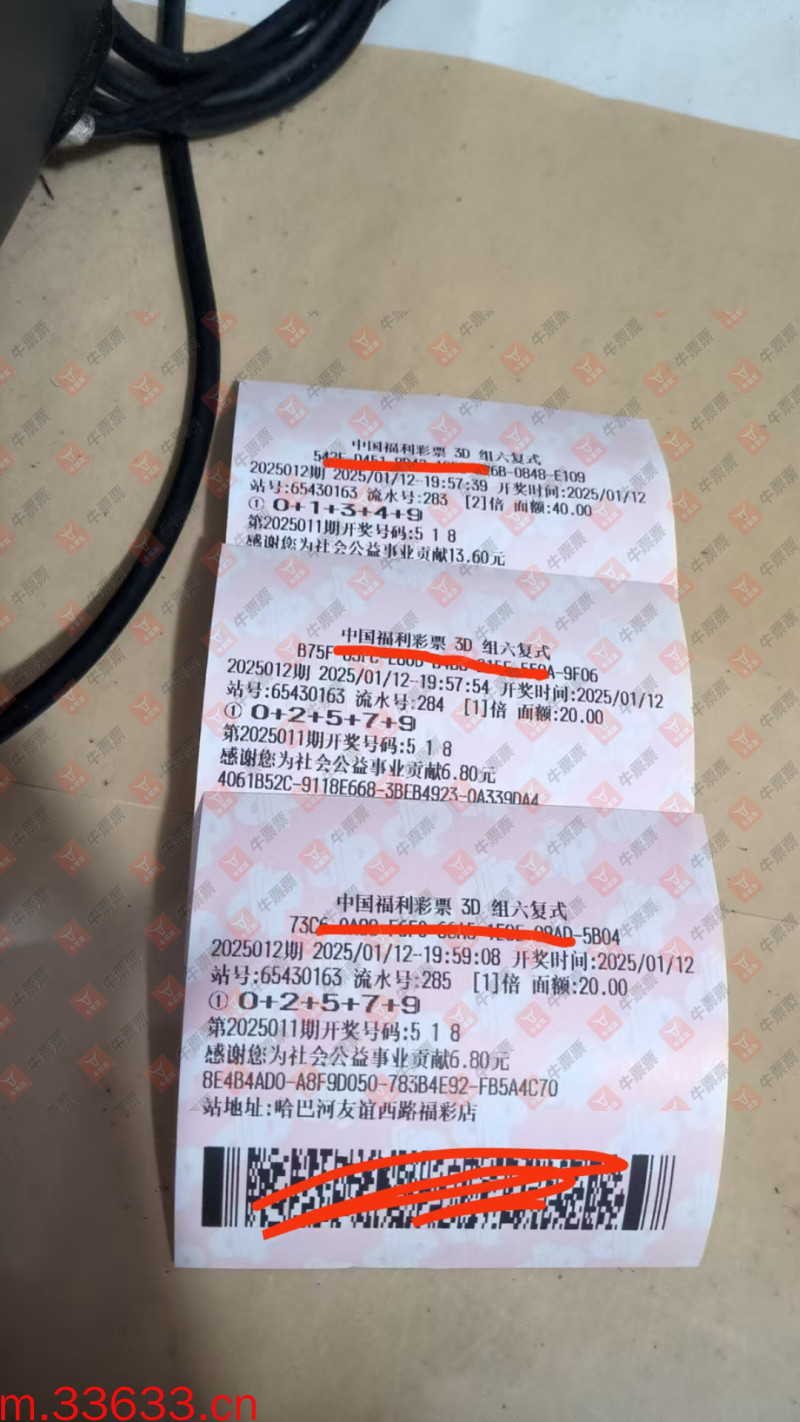 中国福利彩票 3D 组六复式
6B-0848-E109
2025012期 2025/01/12-19:57:39 开奖时间:2025/01/12
站号:65430163 流水号:283 [2]倍 面额:40.00
① 0+1+3+4+9
第2025011期开奖号码:5 1 8
感谢您为社会公益事业贡献13.60元
中国福利彩票 3D 组六复式
B75F A-9F06
2025012期 2025/01/12-19:57:54 开奖时间:2025/01/12
站号:65430163 流水号:284 [1]倍 面额:20.00
① 0+2+5+7+9
第2025011期开奖号码:5 1 8
感谢您为社会公益事业贡献6.80元
4061B52C-9118E668-3BEB4923-0A339DA4
中国福利彩票 3D 组六复式
73C6 -5B04
2025012期 2025/01/12-19:59:08 开奖时间:2025/01/12
站号:65430163 流水号:285 [1]倍 面额:20.00
① 0+2+5+7+9
第2025011期开奖号码:5 1 8
感谢您为社会公益事业贡献6.80元
8E4B4AD0-A8F9D050-783B4E92-FB5A4C70
站地址:哈巴河友谊西路福彩店
牛票票
m.33633.cn